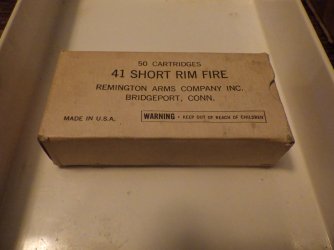 50 CARTRIDGES
41 SHORT RIM FIRE
REMINGTON ARMS COMPANY INC.
BRIDGEPORT, CONN.
MADE IN U.S.A. WARNING • KEEP OUT OF REACH OF CHILDREN